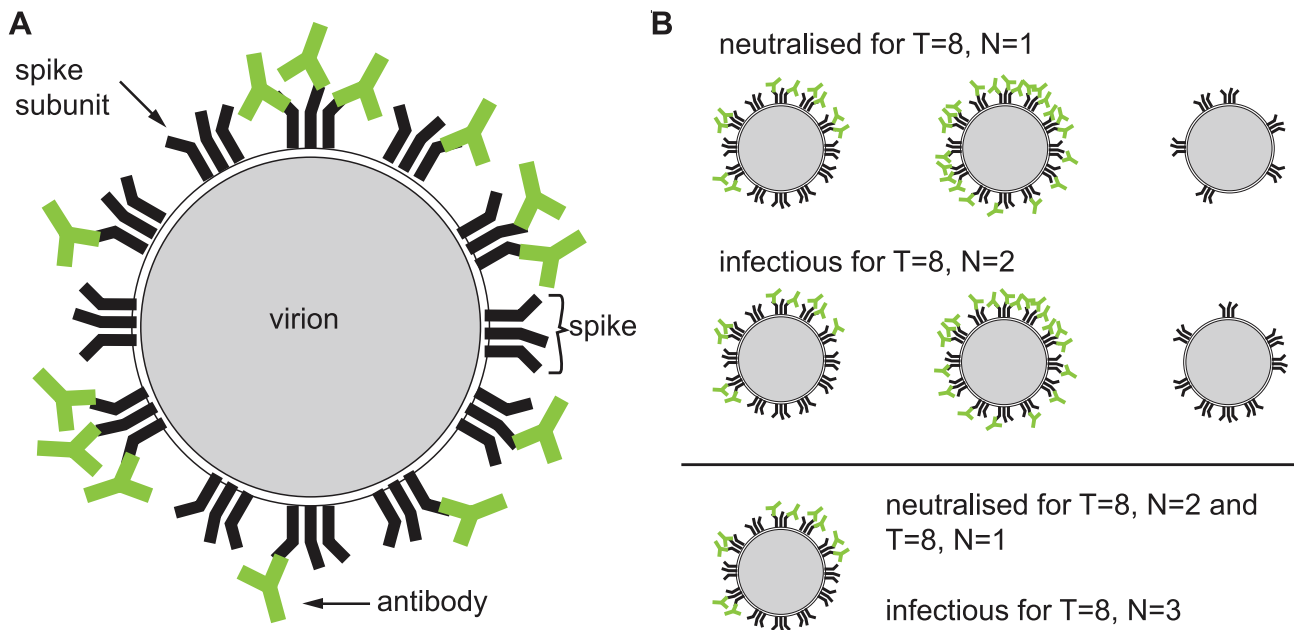 A
spike
subunit
virion
spike
antibody
B
neutralised for T=8, N=1
infectious for T=8, N=2
neutralised for T=8, N=2 and
T=8, N=1
infectious for T=8, N=3